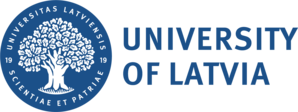 UNIVERSITAS LATVIENSIS
19 19
SCIENTIAE ET PATRIAE
UNIVERSITY
OF LATVIA